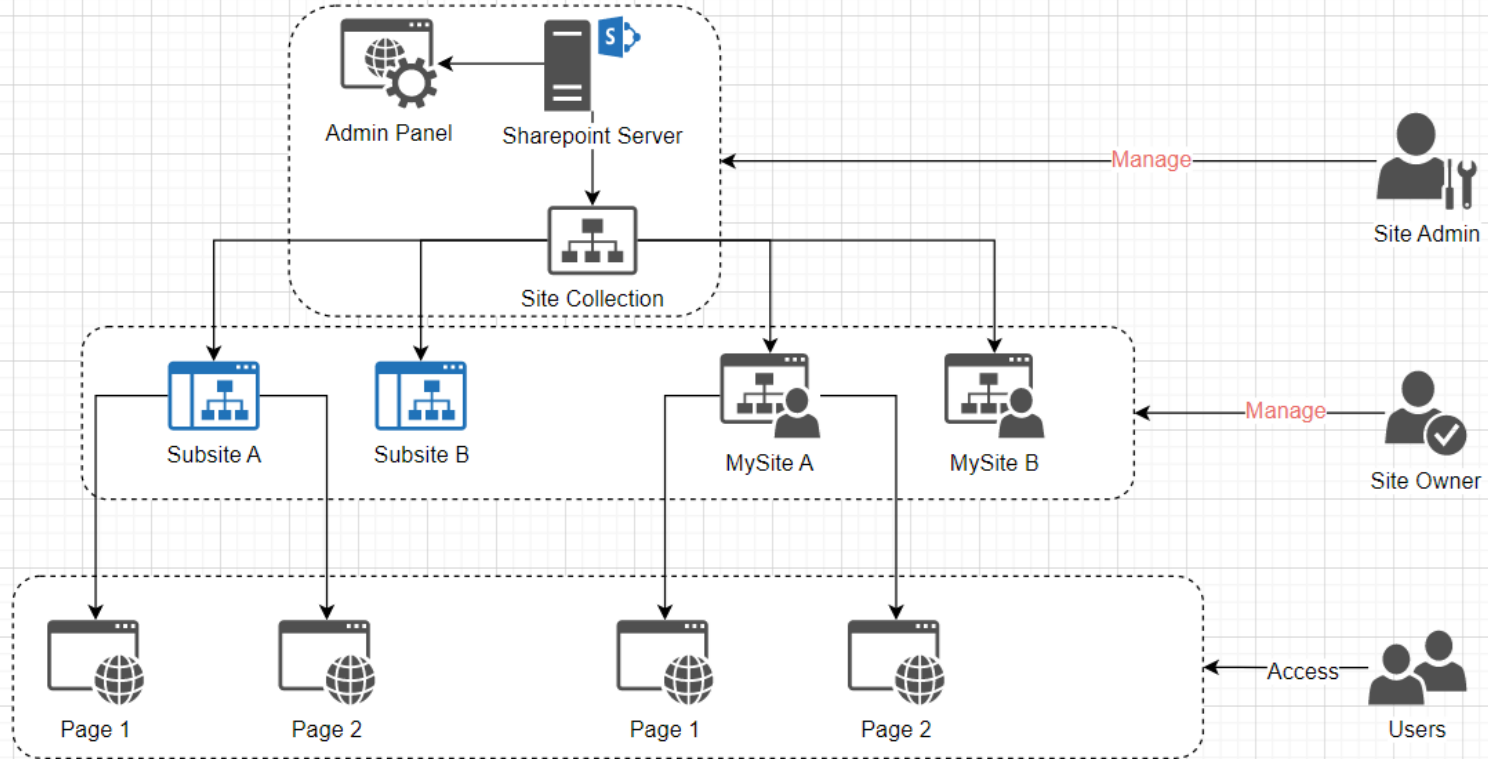 S
Admin Panel
Sharepoint Server
Manage
Site Admin
Site Collection
Subsite A
Subsite B
MySite A
MySite B
Manage
Site Owner
Access
Page 1
Page 2
Page 1
Page 2
Users